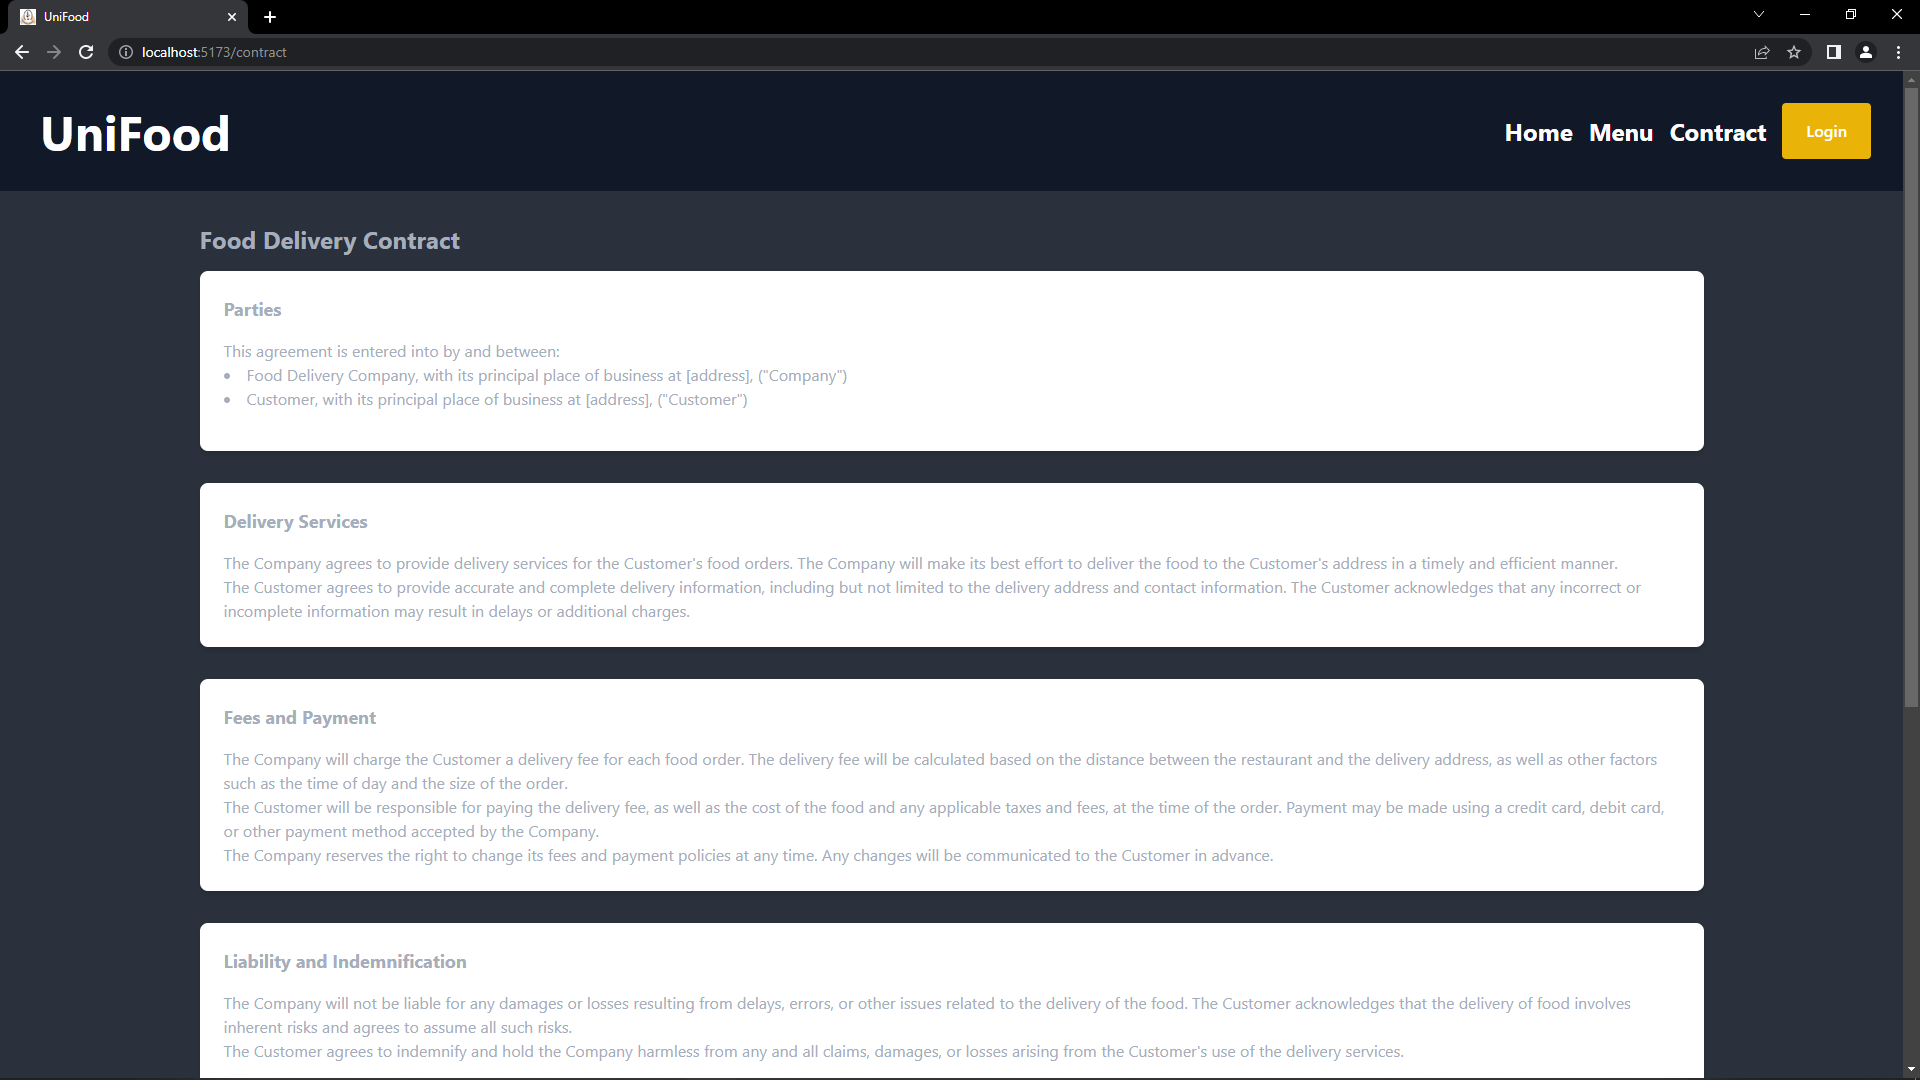 UniFood
localhost:5173/contract
UniFood
Home Menu Contract Login
Food Delivery Contract
Parties
This agreement is entered into by and between:
• Food Delivery Company, with its principal place of business at [address], ("Company")
• Customer, with its principal place of business at [address], ("Customer")
Delivery Services
The Company agrees to provide delivery services for the Customer's food orders. The Company will make its best effort to deliver the food to the Customer's address in a timely and efficient manner.
The Customer agrees to provide accurate and complete delivery information, including but not limited to the delivery address and contact information. The Customer acknowledges that any incorrect or
incomplete information may result in delays or additional charges.
Fees and Payment
The Company will charge the Customer a delivery fee for each food order. The delivery fee will be calculated based on the distance between the restaurant and the delivery address, as well as other factors
such as the time of day and the size of the order.
The Customer will be responsible for paying the delivery fee, as well as the cost of the food and any applicable taxes and fees, at the time of the order. Payment may be made using a credit card, debit card,
or other payment method accepted by the Company.
The Company reserves the right to change its fees and payment policies at any time. Any changes will be communicated to the Customer in advance.
Liability and Indemnification
The Company will not be liable for any damages or losses resulting from delays, errors, or other issues related to the delivery of the food. The Customer acknowledges that the delivery of food involves
inherent risks and agrees to assume all such risks.
The Customer agrees to indemnify and hold the Company harmless from any and all claims, damages, or losses arising from the Customer's use of the delivery services.